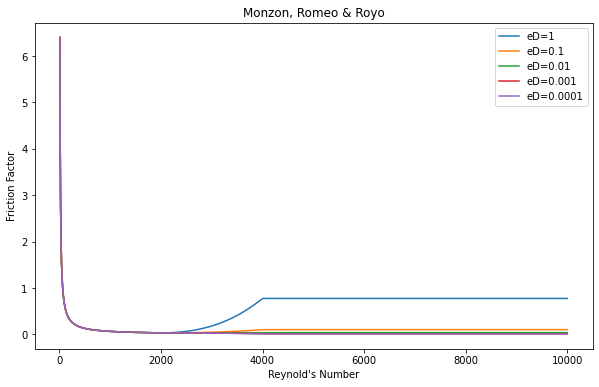 Monzon, Romeo & Royo
eD=1
eD=0.1
eD=0.01
eD=0.001
eD=0.0001
Friction Factor
6
5
4
3
2
1
0
0
2000
4000
6000
8000
10000
Reynold's Number